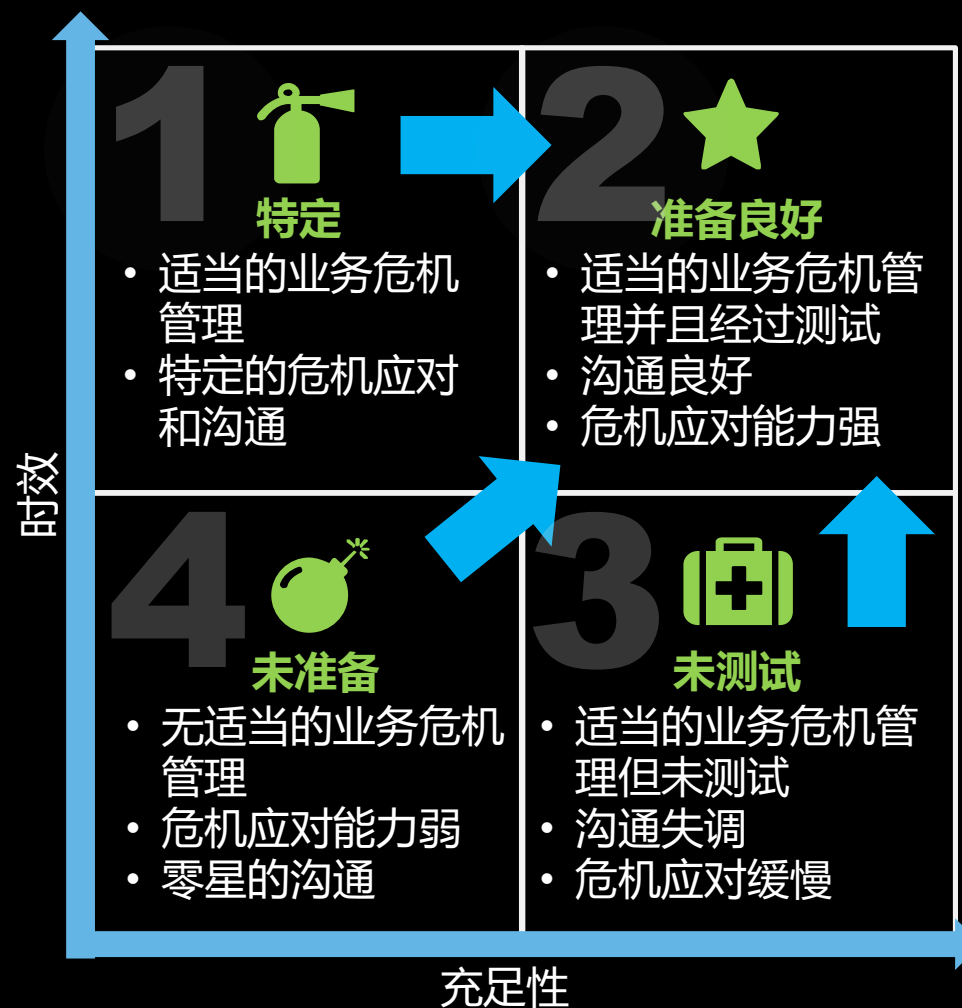 1
特定
• 适当的业务危机
管理
• 特定的危机应对
和沟通
2
准备良好
• 适当的业务危机管
理并且经过测试
• 沟通良好
• 危机应对能力强
时效
4
未准备
• 无适当的业务危机
管理
• 危机应对能力弱
• 零星的沟通
3
未测试
• 适当的业务危机管
理但未测试
• 沟通失调
• 危机应对缓慢
充足性